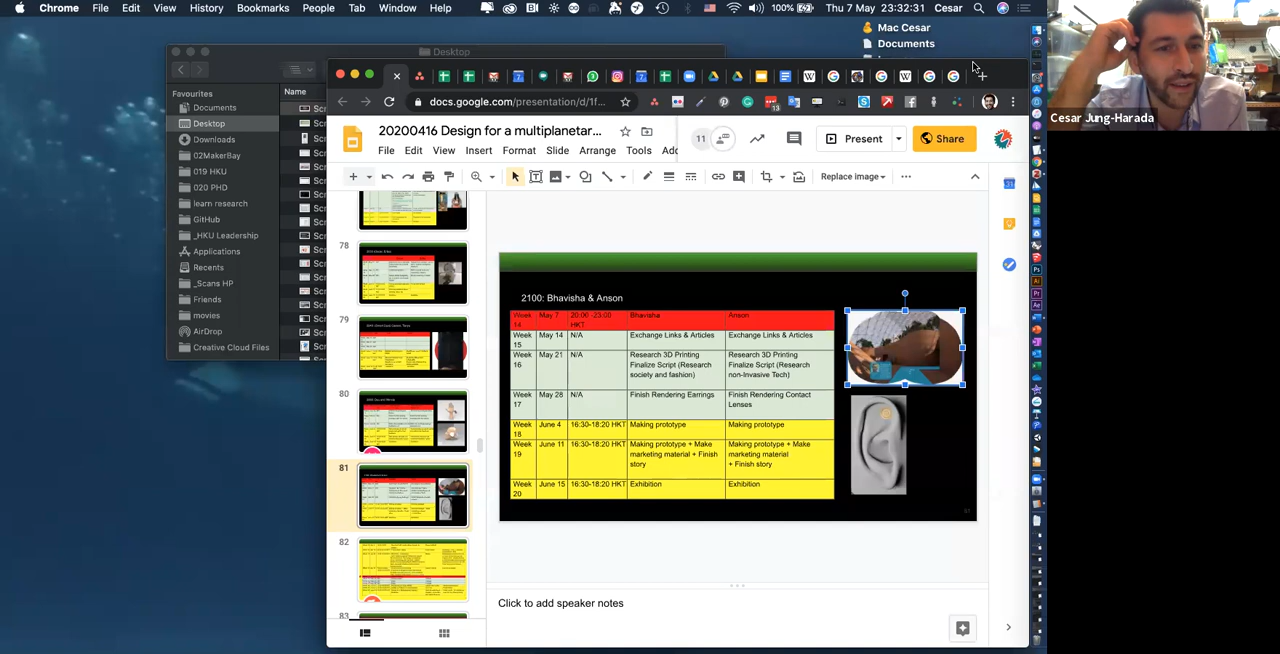 Chrome File Edit View History Bookmarks People Tab Window Help 100% Thu 7 May 23:32:31 Cesar
Mac Cesar
Documents
Desktop
Favourites
Documents
Desktop
Downloads
02MakerBay
019 HKU
020 PHD
learn research
GitHub
_HKU Leadership
Applications
Recents
_Scans HP
Friends
movies
AirDrop
Creative Cloud Files
Name
docs.google.com/presentation/d/1f...
20200416 Design for a multiplanetar...
File Edit View Insert Format Slide Arrange Tools
11
Present
Share
Replace image
78
79
80
81
82
83
2100: Bhavisha & Anson
Week 14 May 7 20:00 -23:00 HKT Bhavisha Anson
Week 15 May 14 N/A Exchange Links & Articles Exchange Links & Articles
Week 16 May 21 N/A Research 3D Printing Finalize Script (Research society and fashion) Research 3D Printing Finalize Script (Research non-Invasive Tech)
Week 17 May 28 N/A Finish Rendering Earrings Finish Rendering Contact Lenses
Week 18 June 4 16:30-18:20 HKT Making prototype Making prototype
Week 19 June 11 16:30-18:20 HKT Making prototype + Make marketing material + Finish story Making prototype + Make marketing material + Finish story
Week 20 June 15 16:30-18:20 HKT Exhibition Exhibition
Click to add speaker notes
Cesar Jung-Harada